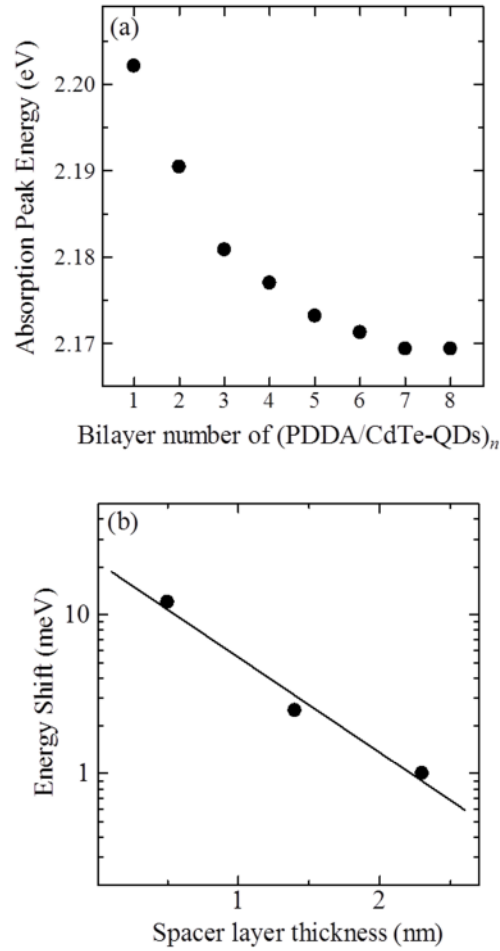 (a)
Absorption Peak Energy (eV)
2.20
2.19
2.18
2.17
1 2 3 4 5 6 7 8
Bilayer number of (PDDA/CdTe-QDs)n
(b)
Energy Shift (meV)
10
1
1 2
Spacer layer thickness (nm)